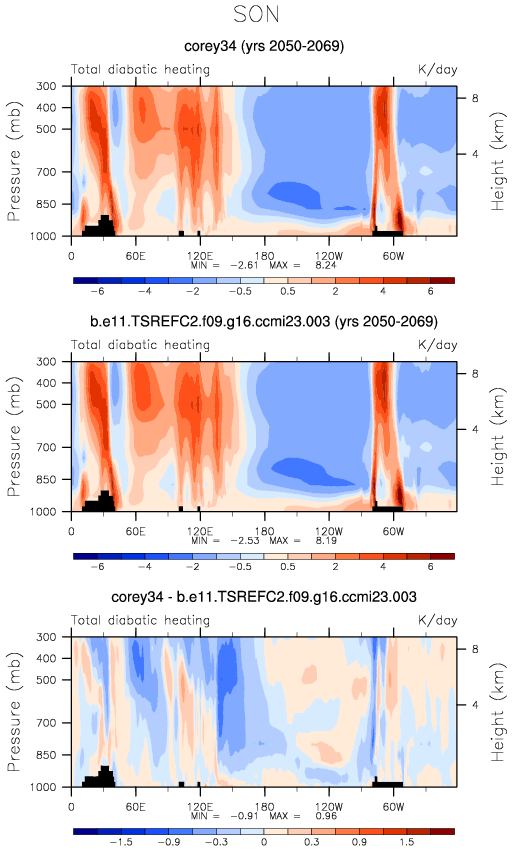 SON
corey34 (yrs 2050-2069)
Total diabatic heating K/day
300
400
500
700
850
1000
Pressure (mb)
8
4
Height (km)
0 60E 120E 180 120W 60W
MIN = -2.61 MAX = 8.24
-6 -4 -2 -1 -0.5 0.5 1 2 4 6
b.e11.TSREFC2.f09.g16.ccmi23.003 (yrs 2050-2069)
Total diabatic heating K/day
300
400
500
700
850
1000
Pressure (mb)
8
4
Height (km)
0 60E 120E 180 120W 60W
MIN = -2.53 MAX = 8.19
-6 -4 -2 -1 -0.5 0.5 1 2 4 6
corey34 - b.e11.TSREFC2.f09.g16.ccmi23.003
Total diabatic heating K/day
300
400
500
700
850
1000
Pressure (mb)
8
4
Height (km)
0 60E 120E 180 120W 60W
MIN = -0.91 MAX = 0.96
-1.5 -0.9 -0.3 0 0.3 0.9 1.5